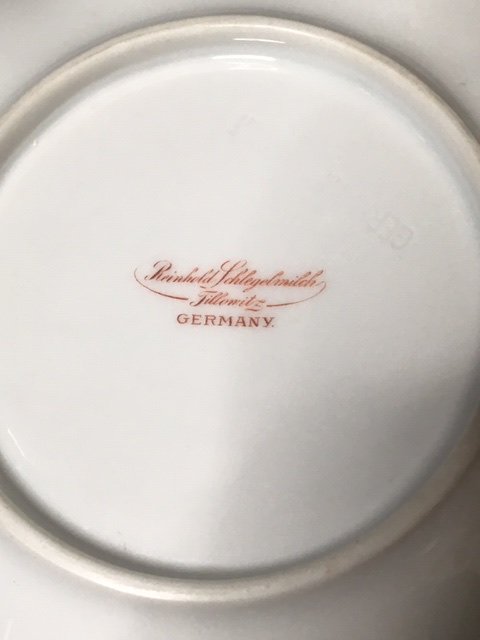 Reinhold Schlegelmilch
Tillowitz
GERMANY.